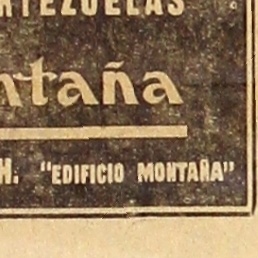 RTEZUELAS
ntaña
H. "EDIFICIO MONTAÑA"